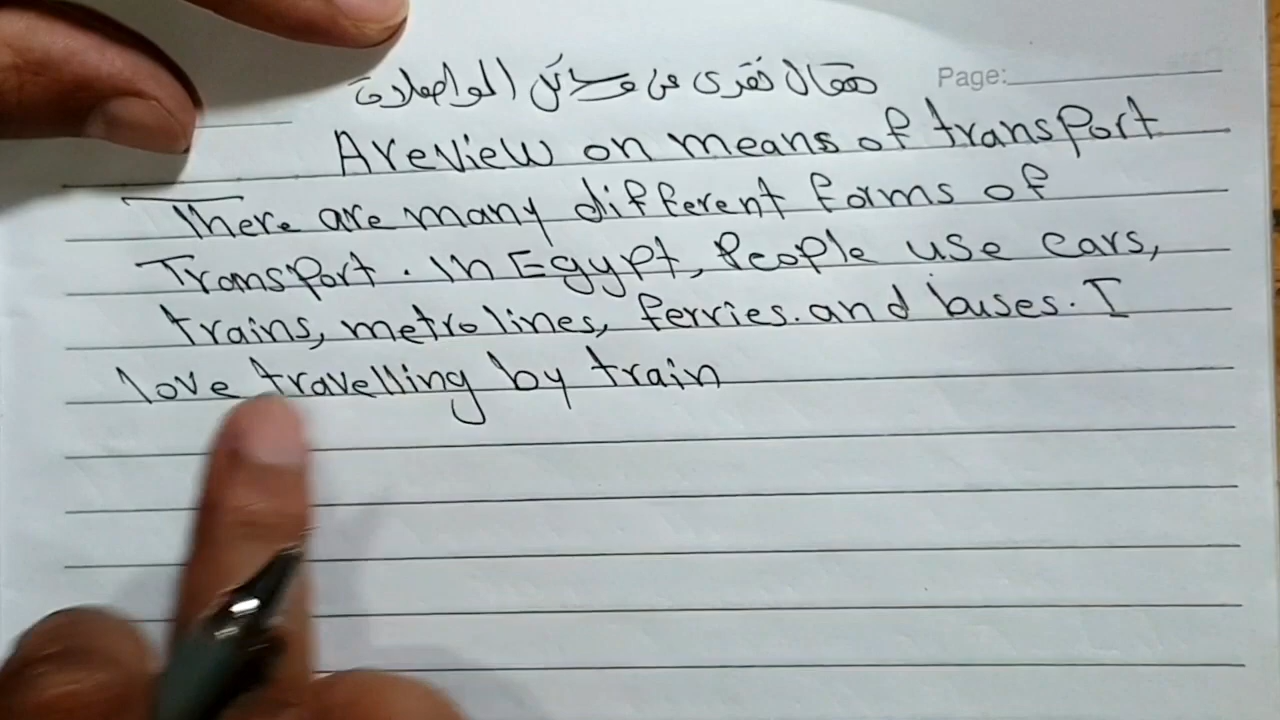 مقال نقدى عن وسائل المواصلات
Page:
A review on means of transport
There are many different forms of
Transport. In Egypt, People use cars,
trains, metro lines, ferries. and buses. I
love travelling by train